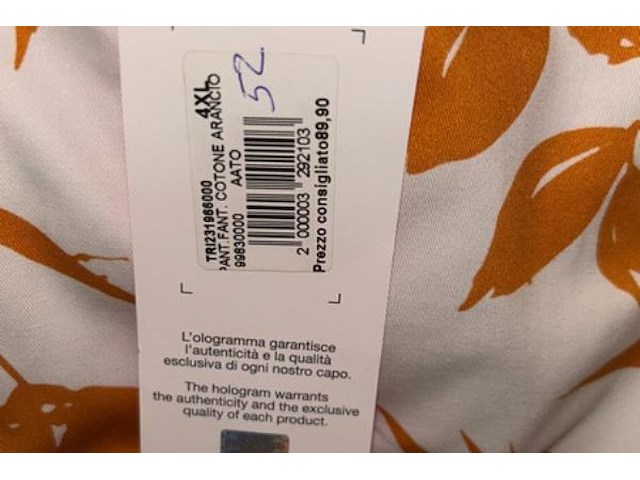 TRI231966000
PANT.FANT. COTONE ARANCIO
4XL
99830000 AATO
52
2 000003 292103
Prezzo consigliato89,90
L'ologramma garantisce
l'autenticità e la qualità
esclusiva di ogni nostro capo.
The hologram warrants
the authenticity and the exclusive
quality of each product.